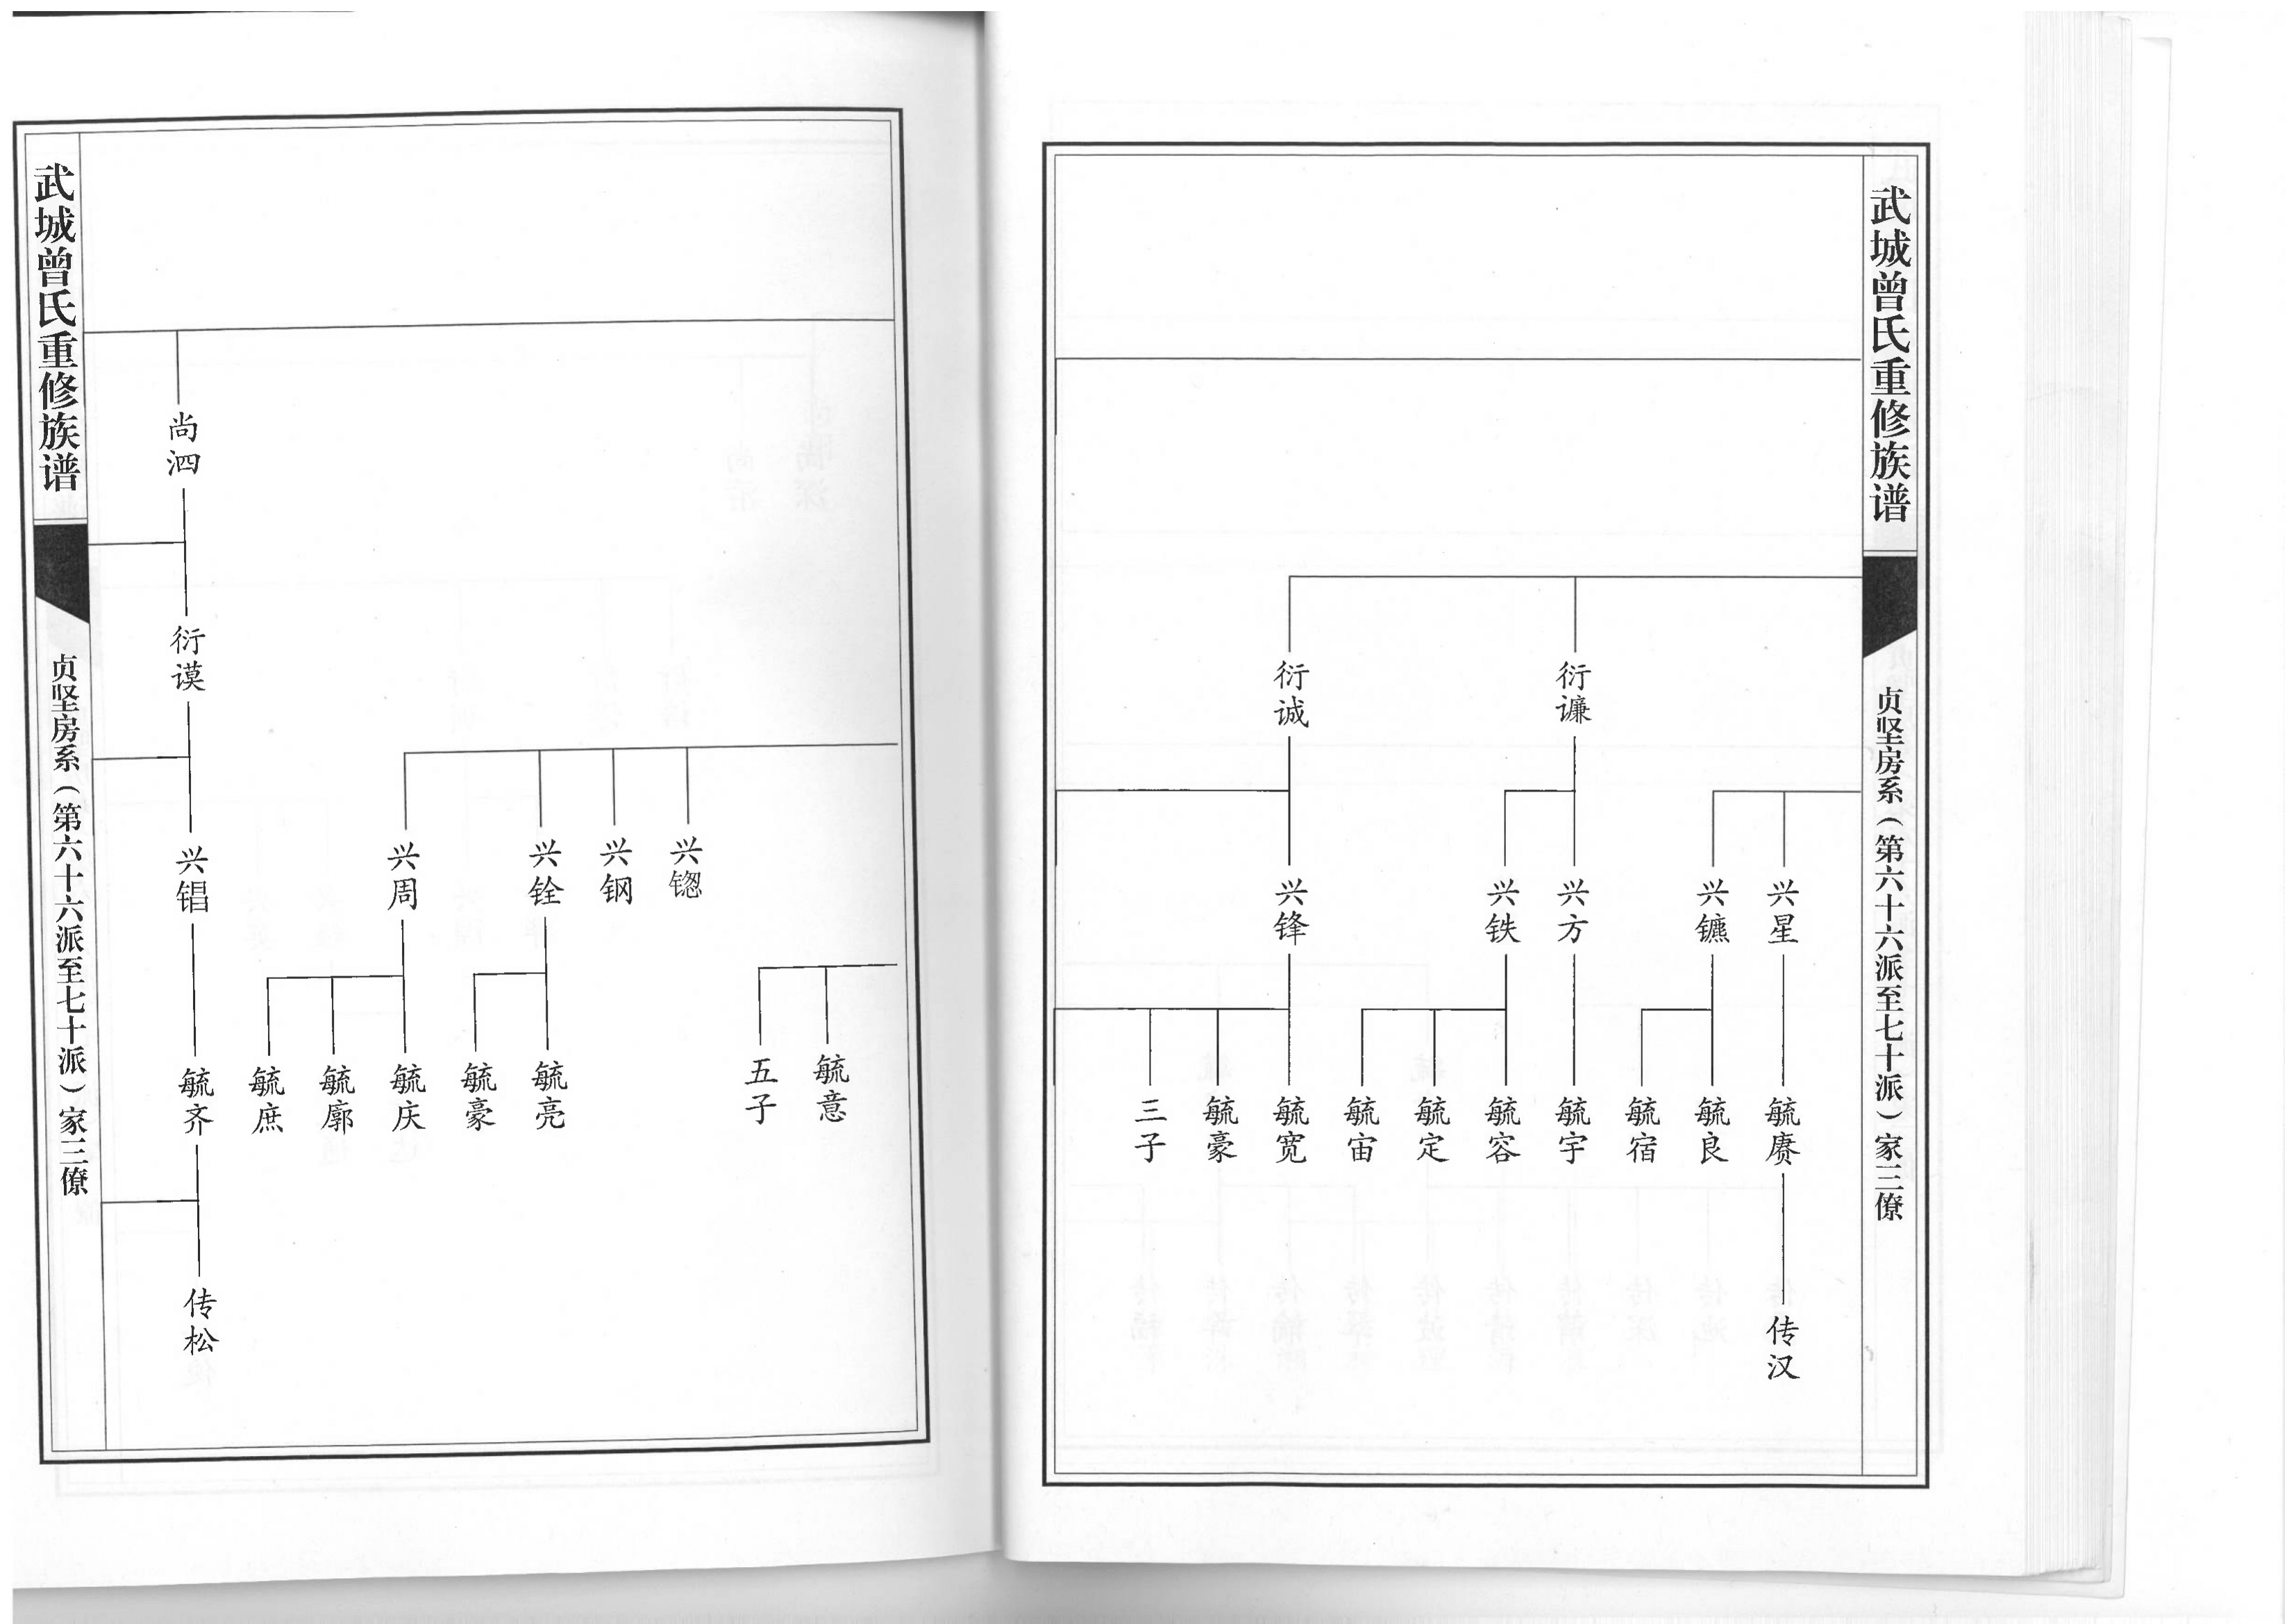 武城曾氏重修族谱
贞坚房系（第六十六派至七十派）家三僚
衍谦
衍诚
兴星
兴镳
兴方
兴铁
兴锋
毓赓
毓良
毓宿
毓宇
毓容
毓定
毓宙
毓宽
毓豪
三子
传汉
武城曾氏重修族谱
贞坚房系（第六十六派至七十派）家三僚
尚泗
衍谟
兴锪
兴钢
兴铨
兴周
兴锠
毓意
五子
毓亮
毓豪
毓庆
毓廓
毓庶
毓齐
传松